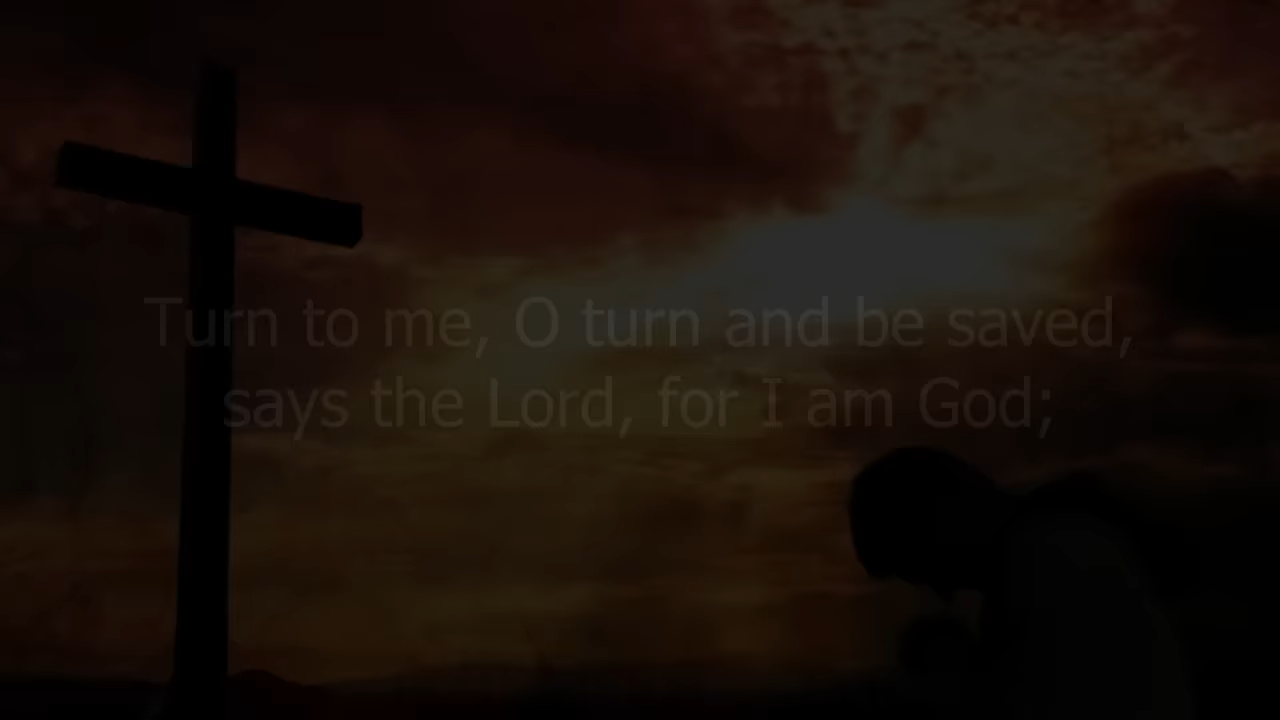 Turn to me, O turn and be saved,
says the Lord, for I am God;